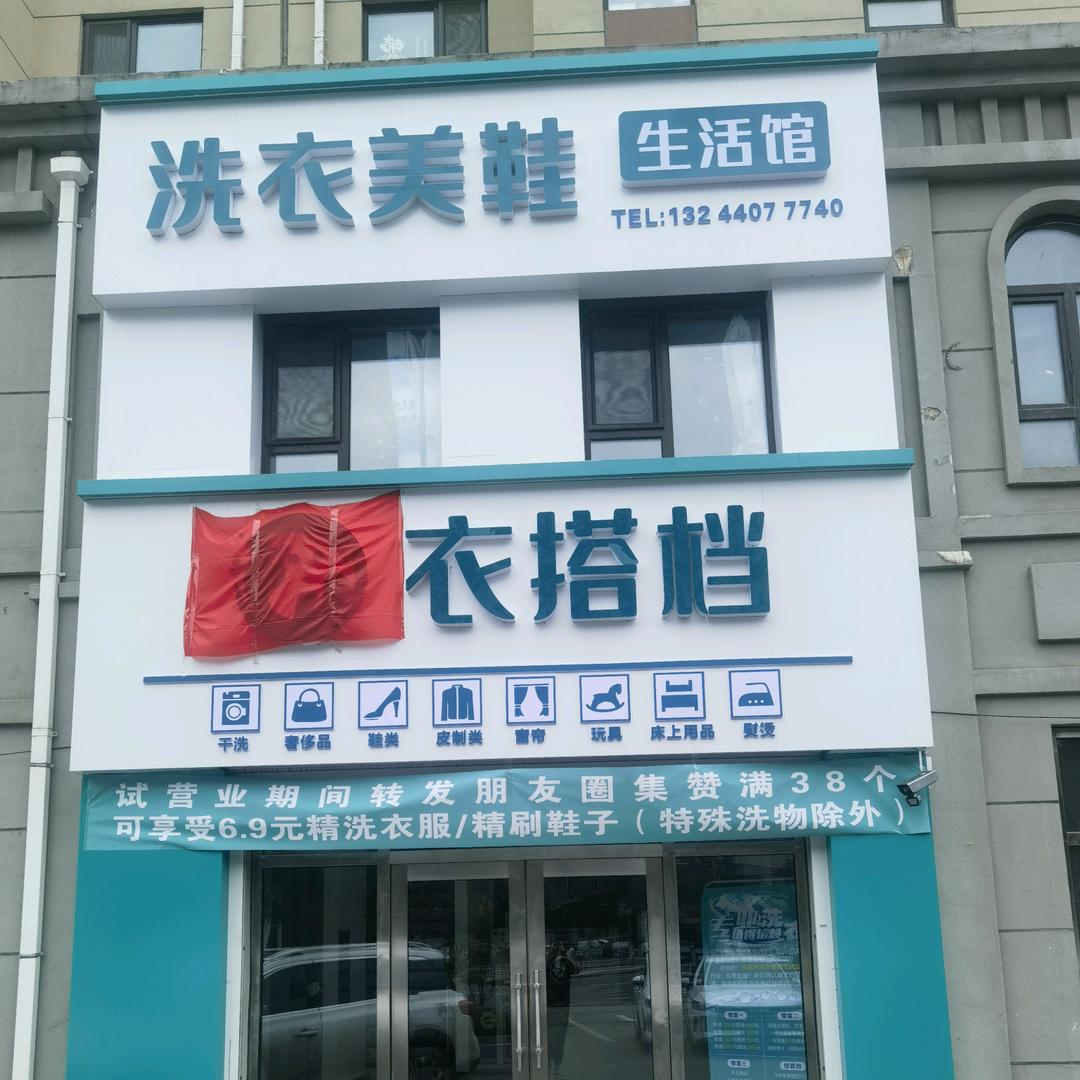 洗衣美鞋 生活馆
TEL:132 4407 7740
衣搭档
干洗 奢侈品 鞋类 皮制类 窗帘 玩具 床上用品 熨烫
试营业期间转发朋友圈集赞满38个
可享受6.9元精洗衣服/精刷鞋子（特殊洗物除外）